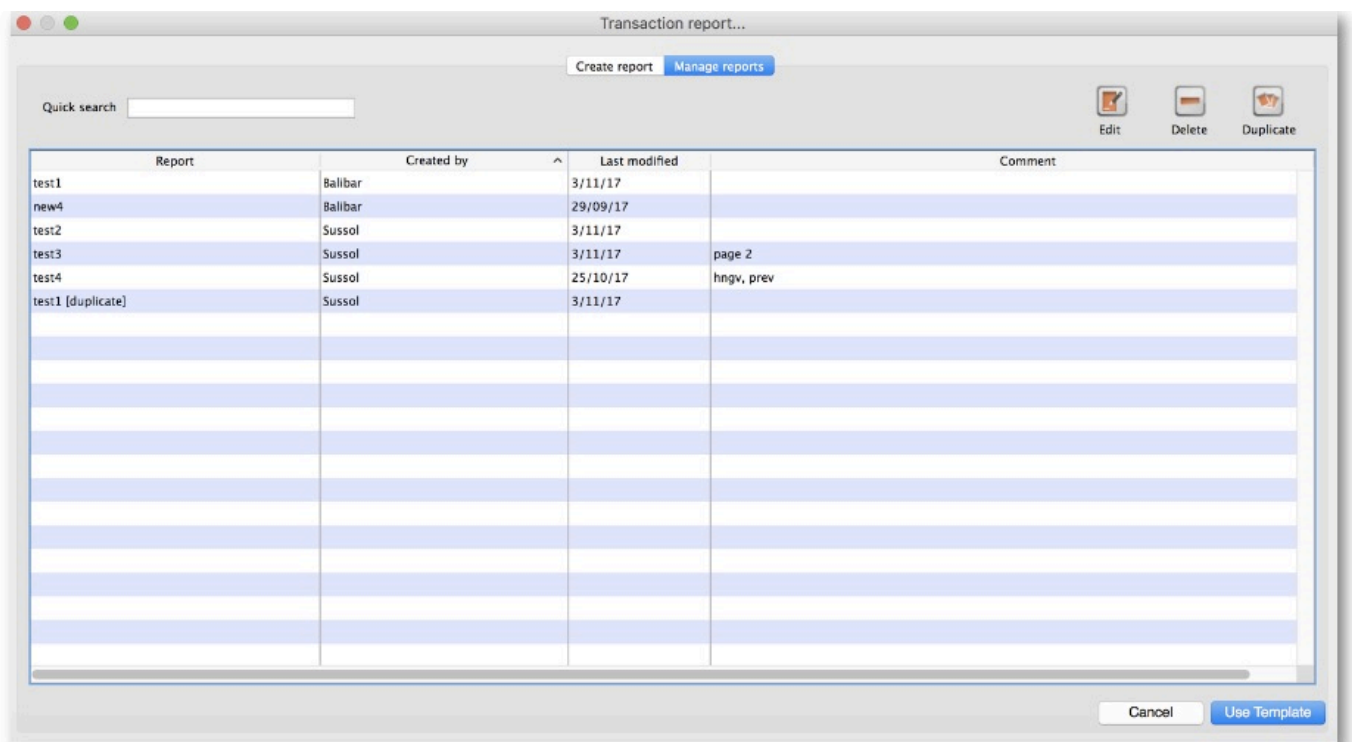 Transaction report...
Create report Manage reports
Quick search
Edit Delete Duplicate
Report Created by Last modified Comment
test1 Balibar 3/11/17
new4 Balibar 29/09/17
test2 Sussol 3/11/17
test3 Sussol 3/11/17 page 2
test4 Sussol 25/10/17 hngv, prev
test1 [duplicate] Sussol 3/11/17
Cancel Use Template